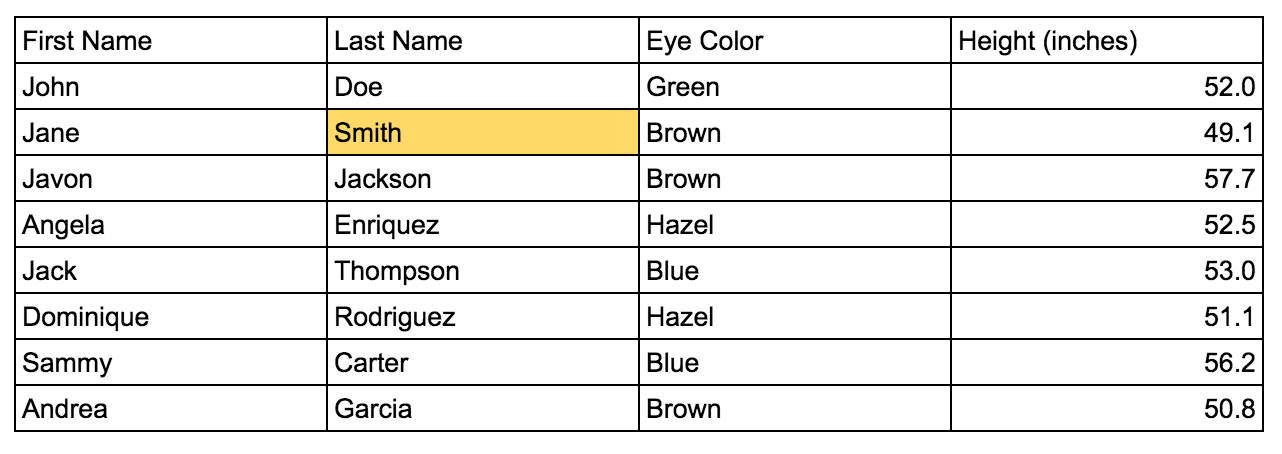 First Name Last Name Eye Color Height (inches)
John Doe Green 52.0
Jane Smith Brown 49.1
Javon Jackson Brown 57.7
Angela Enriquez Hazel 52.5
Jack Thompson Blue 53.0
Dominique Rodriguez Hazel 51.1
Sammy Carter Blue 56.2
Andrea Garcia Brown 50.8